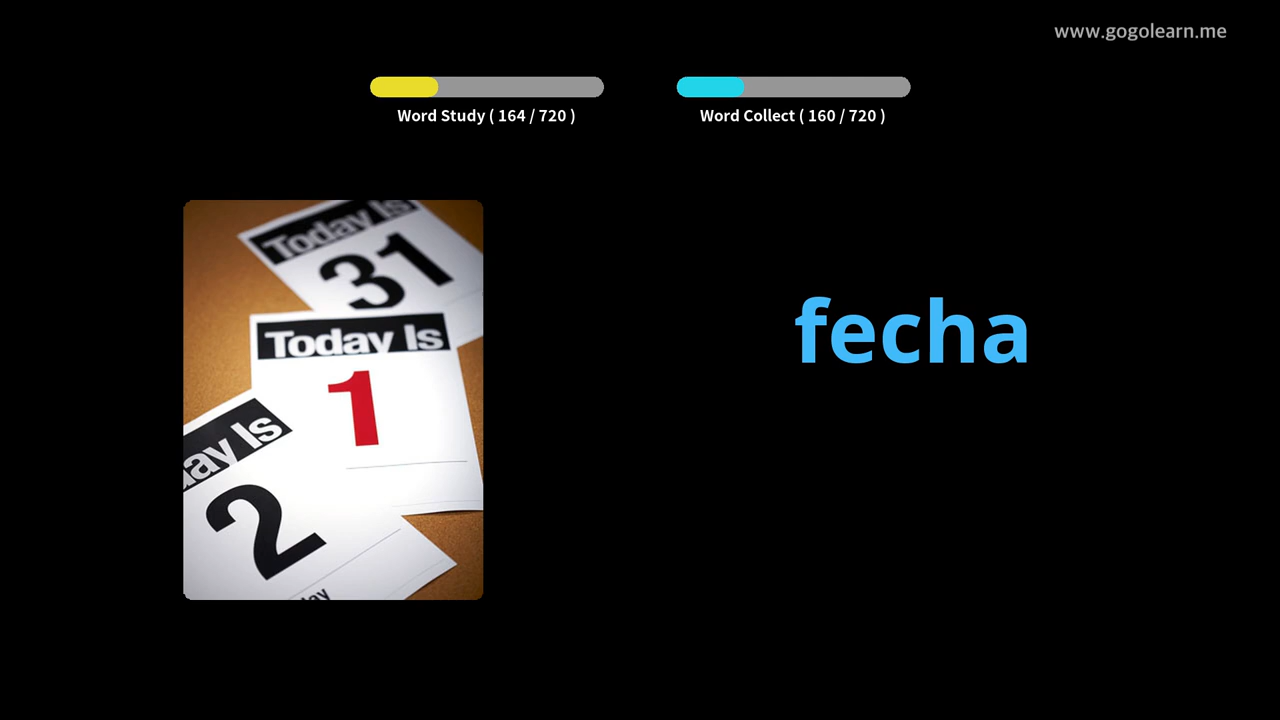 www.gogolearn.me
Word Study ( 164 / 720 )
Word Collect ( 160 / 720 )
Today Is
31
Today Is
1
ay Is
2
ay
fecha